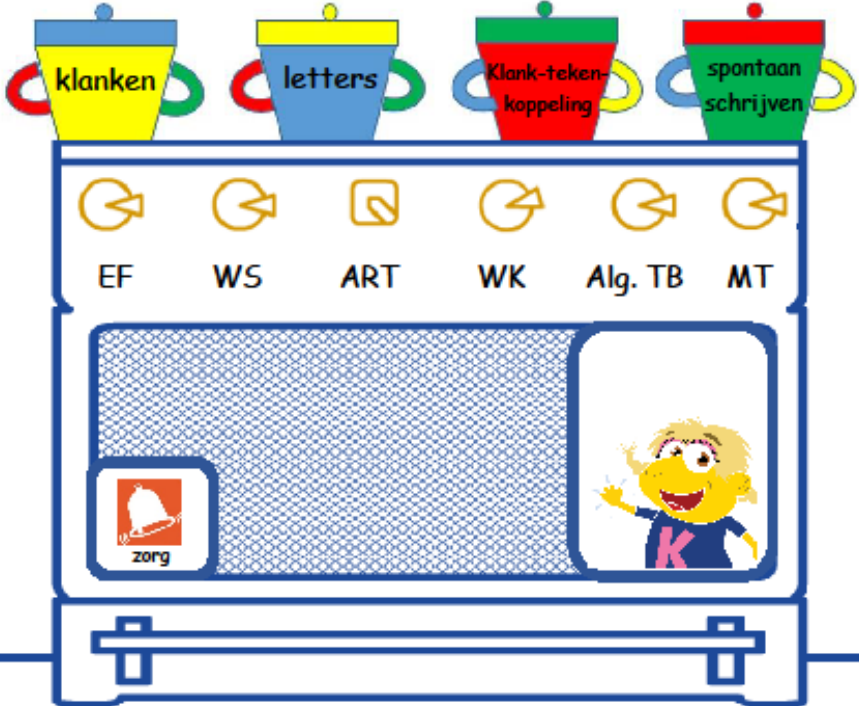 klanken
letters
Klank-teken-
koppeling
spontaan
schrijven
EF
WS
ART
WK
Alg. TB
MT
zorg
K